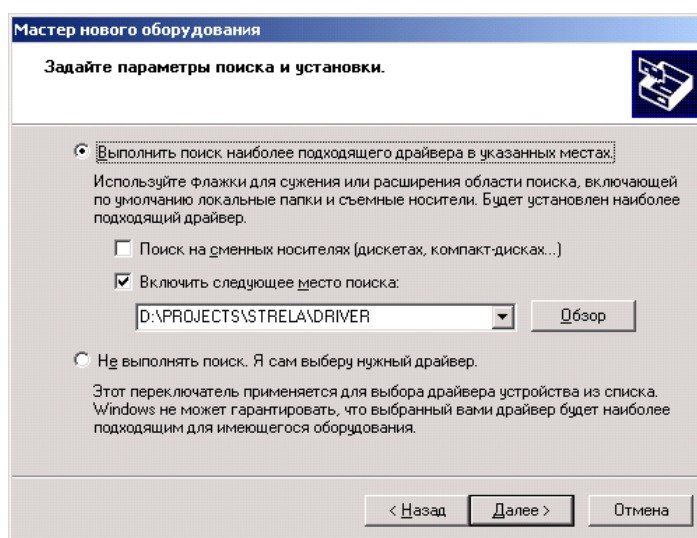 Мастер нового оборудования
Задайте параметры поиска и установки.
Выполнить поиск наиболее подходящего драйвера в указанных местах.
Используйте флажки для сужения или расширения области поиска, включающей
по умолчанию локальные папки и съемные носители. Будет установлен наиболее
подходящий драйвер.
Поиск на сменных носителях (дискетах, компакт-дисках...)
Включить следующее место поиска:
D:\PROJECTS\STRELA\DRIVER
Обзор
Не выполнять поиск. Я сам выберу нужный драйвер.
Этот переключатель применяется для выбора драйвера устройства из списка.
Windows не может гарантировать, что выбранный вами драйвер будет наиболее
подходящим для имеющегося оборудования.
< Назад Далее > Отмена